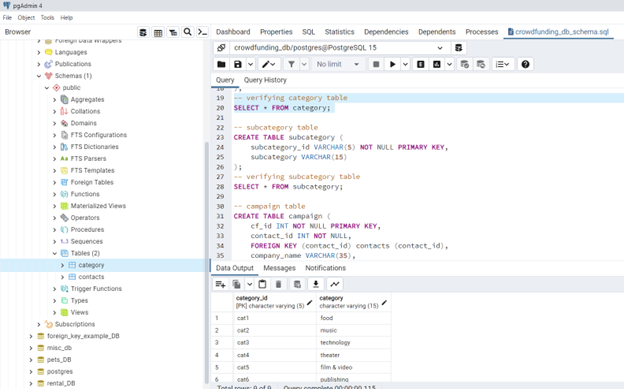 pgAdmin 4
File Object Tools Help
Browser
Dashboard Properties SQL Statistics Dependencies Dependents Processes crowdfunding_db_schema.sql
Foreign Data Wrappers
Languages
Publications
Schemas (1)
public
Aggregates
Collations
Domains
FTS Configurations
FTS Dictionaries
FTS Parsers
FTS Templates
Foreign Tables
Functions
Materialized Views
Operators
Procedures
1..3 Sequences
Tables (2)
category
contacts
Trigger Functions
Types
Views
Subscriptions
foreign_key_example_DB
misc_db
pets_DB
postgres
rental_DB
crowdfunding_db/postgres@PostgreSQL 15
No limit
Query Query History
18 );
19 -- verifying category table
20 SELECT * FROM category;
21
22 -- subcategory table
23 CREATE TABLE subcategory (
24 subcategory_id VARCHAR(5) NOT NULL PRIMARY KEY,
25 subcategory VARCHAR(15)
26 );
27 -- verifying subcategory table
28 SELECT * FROM subcategory;
29
30 -- campaign table
31 CREATE TABLE campaign (
32 cf_id INT NOT NULL PRIMARY KEY,
33 contact_id INT NOT NULL,
34 FOREIGN KEY (contact_id) contacts (contact_id),
35 company_name VARCHAR(35),
Data Output Messages Notifications
category_id category
[PK] character varying (5) character varying (15)
1 cat1 food
2 cat2 music
3 cat3 technology
4 cat4 theater
5 cat5 film & video
6 cat6 publishing
Total rows: 9 of 9 Query complete 00:00:00.115